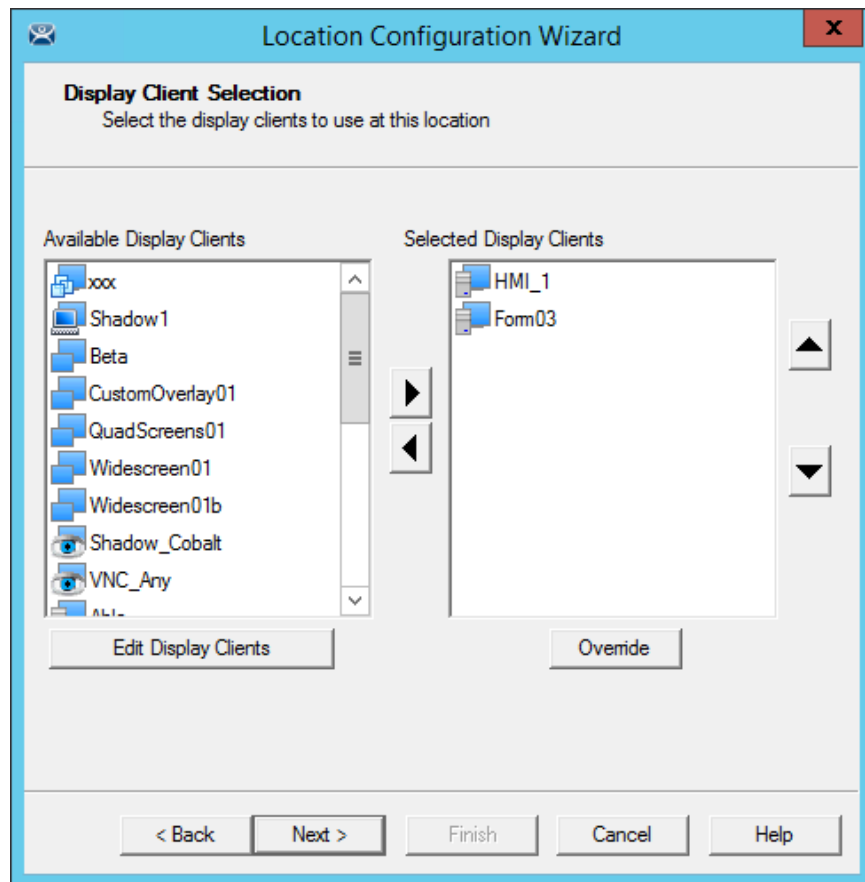 Location Configuration Wizard
x
Display Client Selection
Select the display clients to use at this location
Available Display Clients
Selected Display Clients
xxx
Shadow1
Beta
CustomOverlay01
QuadScreens01
Widescreen01
Widescreen01b
Shadow_Cobalt
VNC_Any
HMI_1
Form03
Edit Display Clients
Override
< Back
Next >
Finish
Cancel
Help